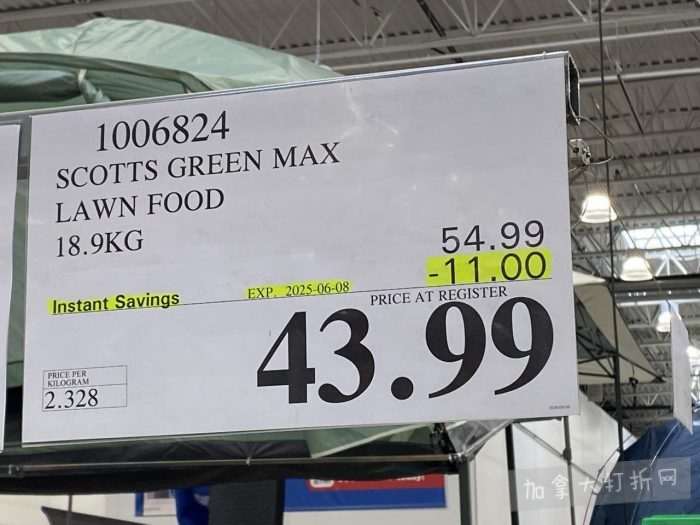 1006824
SCOTTS GREEN MAX
LAWN FOOD
18.9KG
54.99
-11.00
Instant Savings
EXP. 2025-06-08
PRICE AT REGISTER
43.99
PRICE PER
KILOGRAM
2.328
加拿大打折网